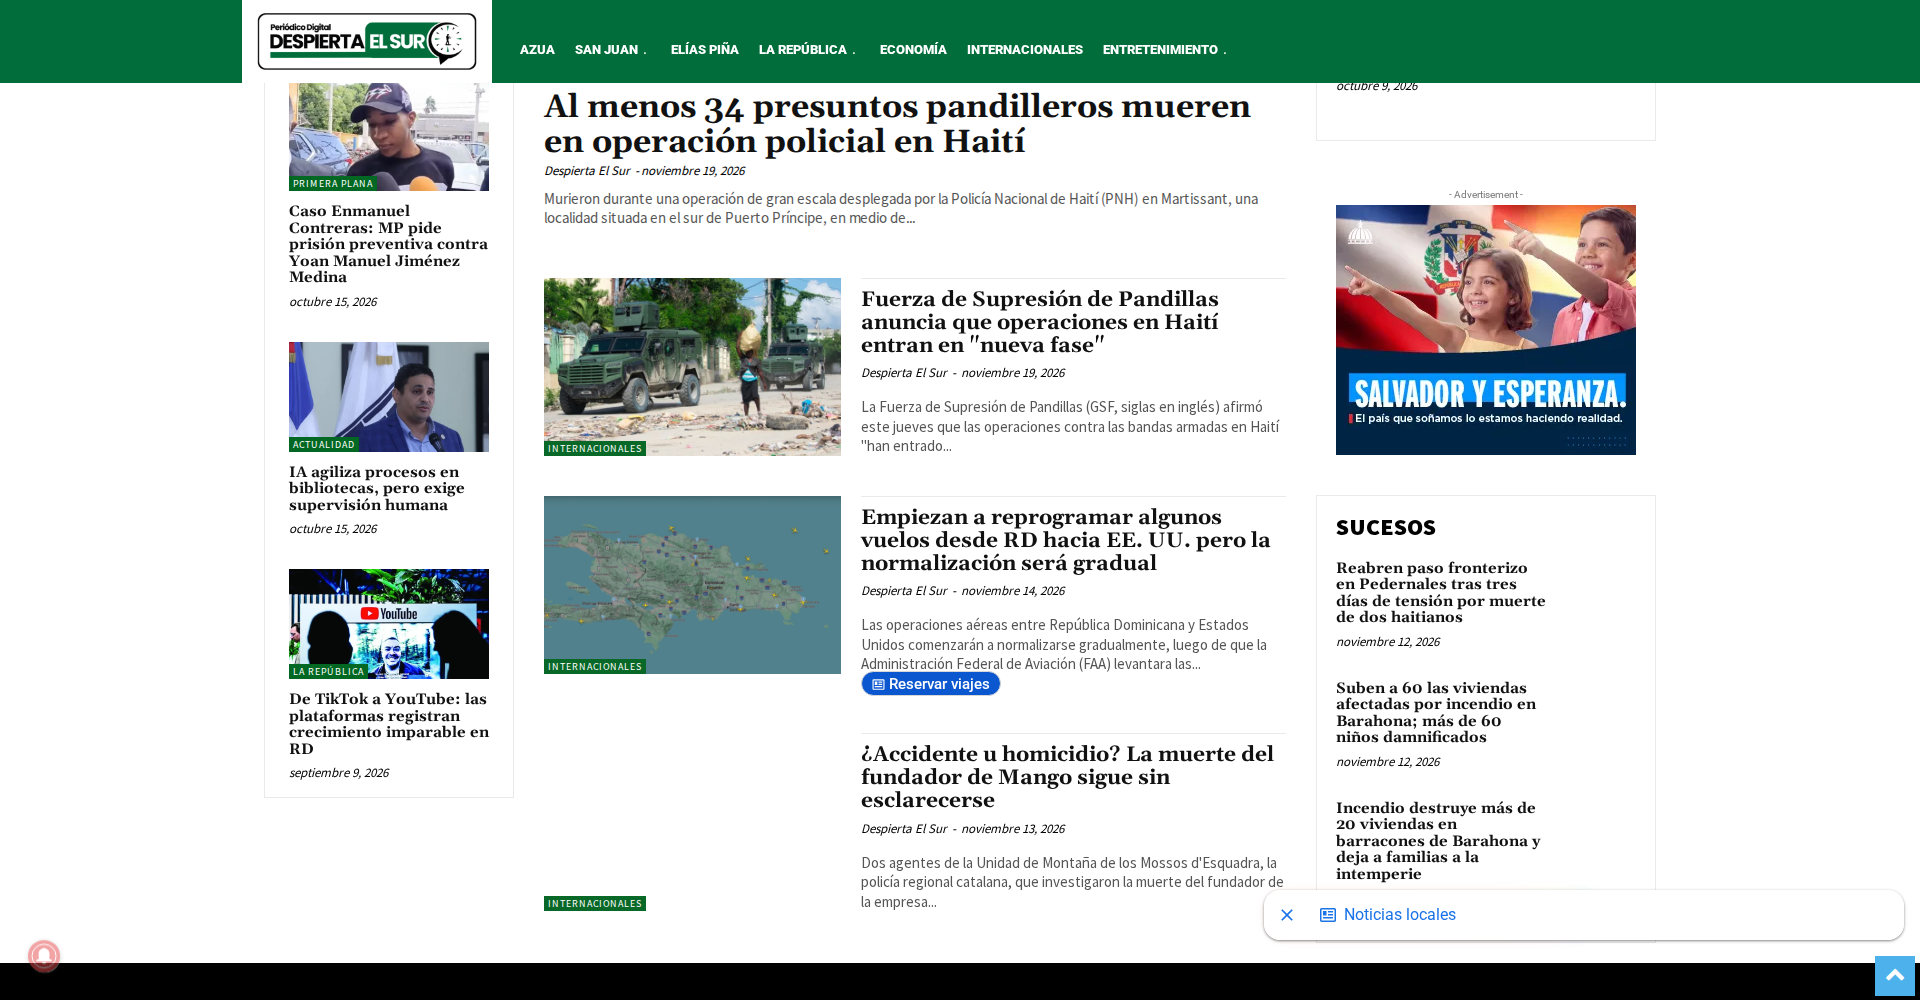 Periódico Digital
DESPIERTA EL SUR
AZUA
SAN JUAN
ELÍAS PIÑA
LA REPÚBLICA
ECONOMÍA
INTERNACIONALES
ENTRETENIMIENTO
PRIMERA PLANA
Caso Enmanuel
Contreras: MP pide
prisión preventiva contra
Yoan Manuel Jiménez
Medina
octubre 15, 2026
ACTUALIDAD
IA agiliza procesos en
bibliotecas, pero exige
supervisión humana
octubre 15, 2026
YouTube
LA REPÚBLICA
De TikTok a YouTube: las
plataformas registran
crecimiento imparable en
RD
septiembre 9, 2026
Al menos 34 presuntos pandilleros mueren
en operación policial en Haití
Despierta El Sur - noviembre 19, 2026
Murieron durante una operación de gran escala desplegada por la Policía Nacional de Haití (PNH) en Martissant, una
localidad situada en el sur de Puerto Príncipe, en medio de...
INTERNACIONALES
Fuerza de Supresión de Pandillas
anuncia que operaciones en Haití
entran en "nueva fase"
Despierta El Sur - noviembre 19, 2026
La Fuerza de Supresión de Pandillas (GSF, siglas en inglés) afirmó
este jueves que las operaciones contra las bandas armadas en Haití
"han entrado...
INTERNACIONALES
Empiezan a reprogramar algunos
vuelos desde RD hacia EE. UU. pero la
normalización será gradual
Despierta El Sur - noviembre 14, 2026
Las operaciones aéreas entre República Dominicana y Estados
Unidos comenzarán a normalizarse gradualmente, luego de que la
Administración Federal de Aviación (FAA) levantara las...
Reservar viajes
INTERNACIONALES
¿Accidente u homicidio? La muerte del
fundador de Mango sigue sin
esclarecerse
Despierta El Sur - noviembre 13, 2026
Dos agentes de la Unidad de Montaña de los Mossos d'Esquadra, la
policía regional catalana, que investigaron la muerte del fundador de
la empresa...
octubre 9, 2026
- Advertisement -
SALVADOR Y ESPERANZA.
El país que soñamos lo estamos haciendo realidad.
SUCESOS
Reabren paso fronterizo
en Pedernales tras tres
días de tensión por muerte
de dos haitianos
noviembre 12, 2026
Suben a 60 las viviendas
afectadas por incendio en
Barahona; más de 60
niños damnificados
noviembre 12, 2026
Incendio destruye más de
20 viviendas en
barracones de Barahona y
deja a familias a la
intemperie
Noticias locales